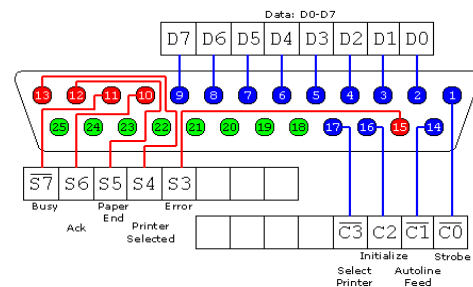 Data: D0-D7
D7 D6 D5 D4 D3 D2 D1 D0
13 12 11 10 9 8 7 6 5 4 3 2 1
25 24 23 22 21 20 19 18 17 16 15 14
S7 S6 S5 S4 S3
Busy Paper End Error
Ack Printer Selected
C3 C2 C1 C0
Initialize Strobe
Select Printer Autoline Feed